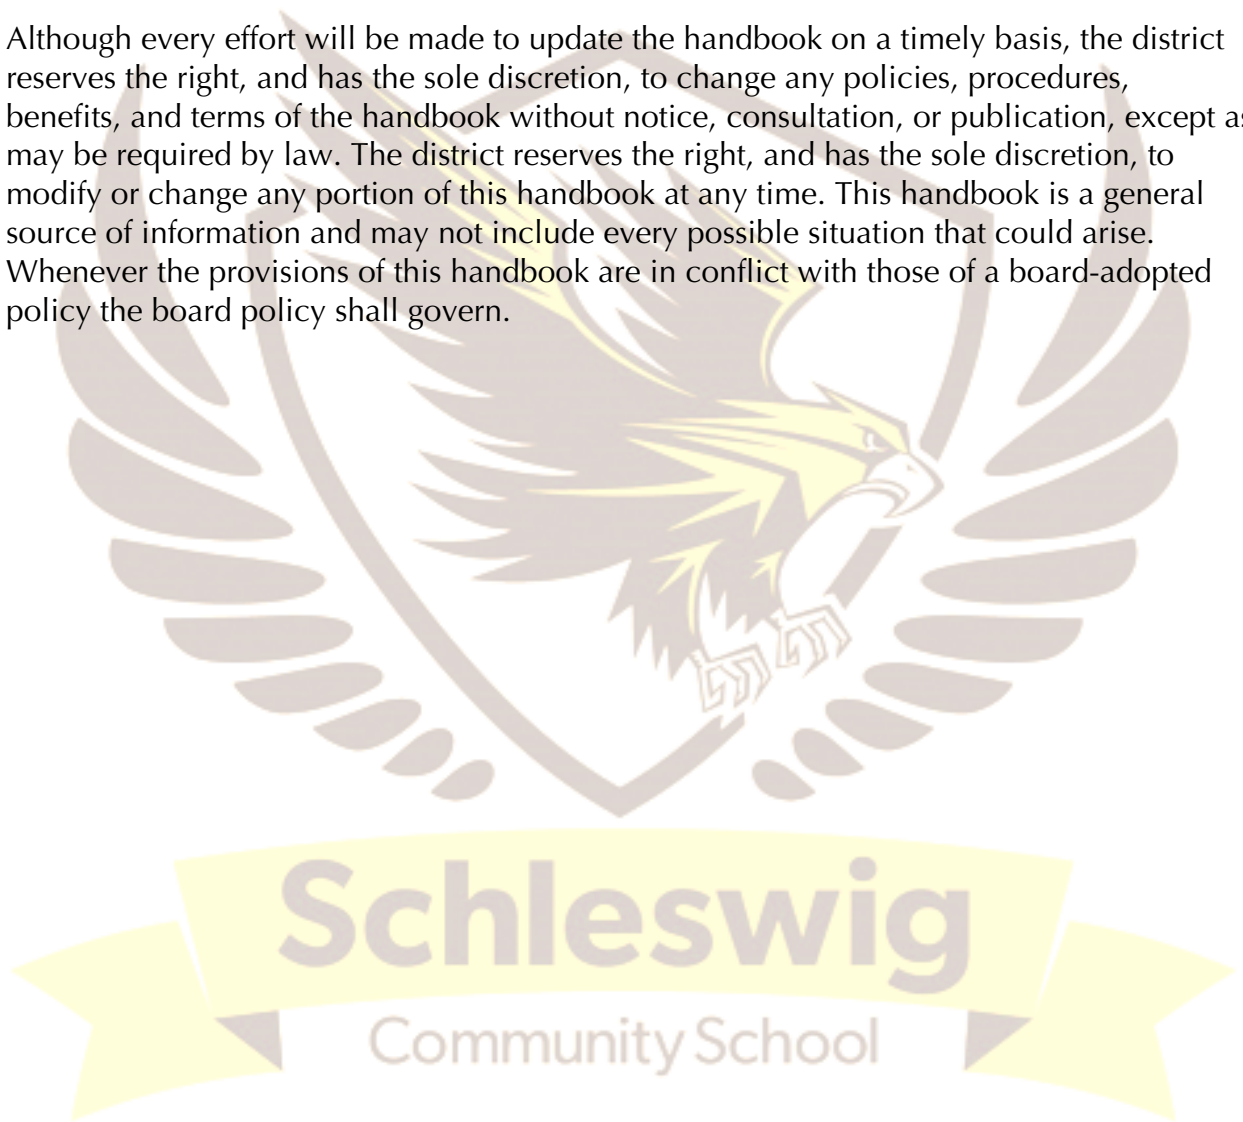 Although every effort will be made to update the handbook on a timely basis, the district
reserves the right, and has the sole discretion, to change any policies, procedures,
benefits, and terms of the handbook without notice, consultation, or publication, except as
may be required by law. The district reserves the right, and has the sole discretion, to
modify or change any portion of this handbook at any time. This handbook is a general
source of information and may not include every possible situation that could arise.
Whenever the provisions of this handbook are in conflict with those of a board-adopted
policy the board policy shall govern.
Schleswig
Community School